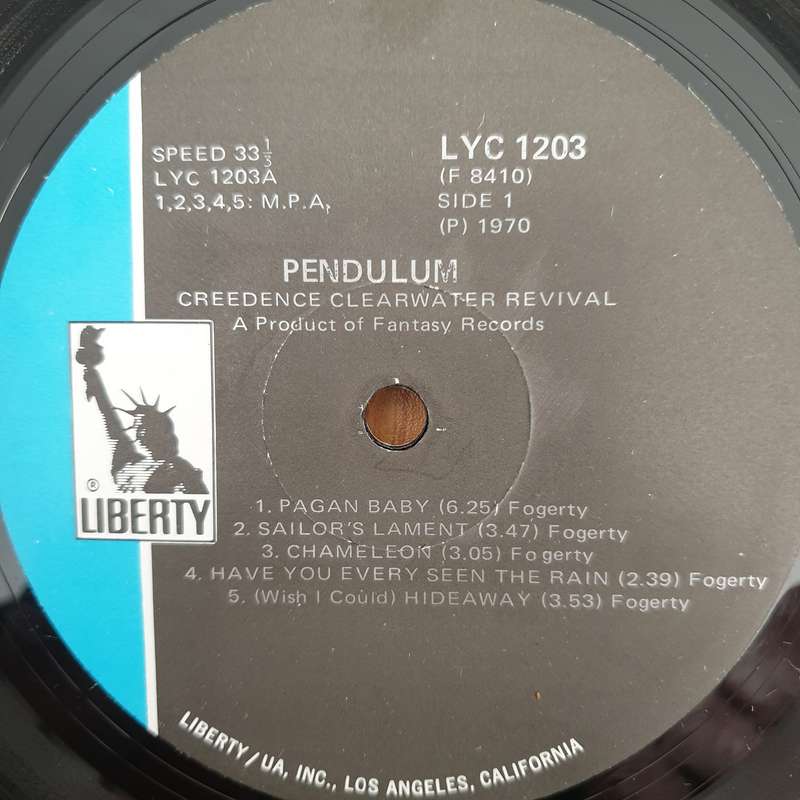 SPEED 33⅓
LYC 1203A
1,2,3,4,5: M.P.A.
LYC 1203
(F 8410)
SIDE 1
(P) 1970
PENDULUM
CREEDENCE CLEARWATER REVIVAL
A Product of Fantasy Records
®
LIBERTY
1. PAGAN BABY (6.25) Fogerty
2. SAILOR'S LAMENT (3.47) Fogerty
3. CHAMELEON (3.05) Fogerty
4. HAVE YOU EVERY SEEN THE RAIN (2.39) Fogerty
5. (Wish I Could) HIDEAWAY (3.53) Fogerty
LIBERTY / UA, INC., LOS ANGELES, CALIFORNIA